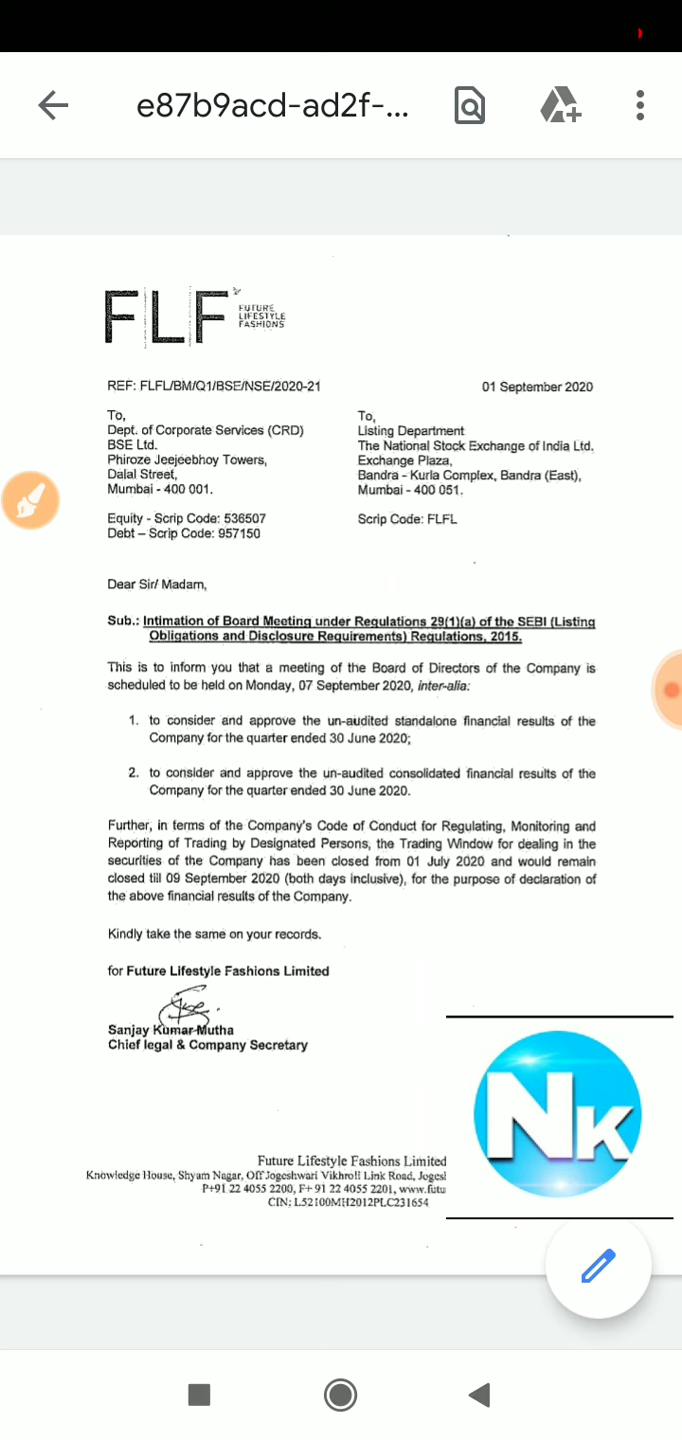 e87b9acd-ad2f-...
FLF
FUTURE
LIFESTYLE
FASHIONS
REF: FLFL/BM/Q1/BSE/NSE/2020-21
01 September 2020
To,
Dept. of Corporate Services (CRD)
BSE Ltd.
Phiroze Jeejeebhoy Towers,
Dalal Street,
Mumbai - 400 001.
Equity - Scrip Code: 536507
Debt – Scrip Code: 957150
To,
Listing Department
The National Stock Exchange of India Ltd.
Exchange Plaza,
Bandra - Kurla Complex, Bandra (East),
Mumbai - 400 051.
Scrip Code: FLFL
Dear Sir/ Madam,
Sub.: Intimation of Board Meeting under Regulations 29(1)(a) of the SEBI (Listing
Obligations and Disclosure Requirements) Regulations, 2015.
This is to inform you that a meeting of the Board of Directors of the Company is
scheduled to be held on Monday, 07 September 2020, inter-alia:
1. to consider and approve the un-audited standalone financial results of the
Company for the quarter ended 30 June 2020;
2. to consider and approve the un-audited consolidated financial results of the
Company for the quarter ended 30 June 2020.
Further, in terms of the Company's Code of Conduct for Regulating, Monitoring and
Reporting of Trading by Designated Persons, the Trading Window for dealing in the
securities of the Company has been closed from 01 July 2020 and would remain
closed till 09 September 2020 (both days inclusive), for the purpose of declaration of
the above financial results of the Company.
Kindly take the same on your records.
for Future Lifestyle Fashions Limited
Sanjay Kumar Mutha
Chief legal & Company Secretary
NK
Future Lifestyle Fashions Limited
Knowledge House, Shyam Nagar, Off Jogeshwari Vikhroli Link Road,
P+91 22 4055 2200, F+ 91 22 4055 2201, www.futu
CIN: L52100MH2012PLC231654